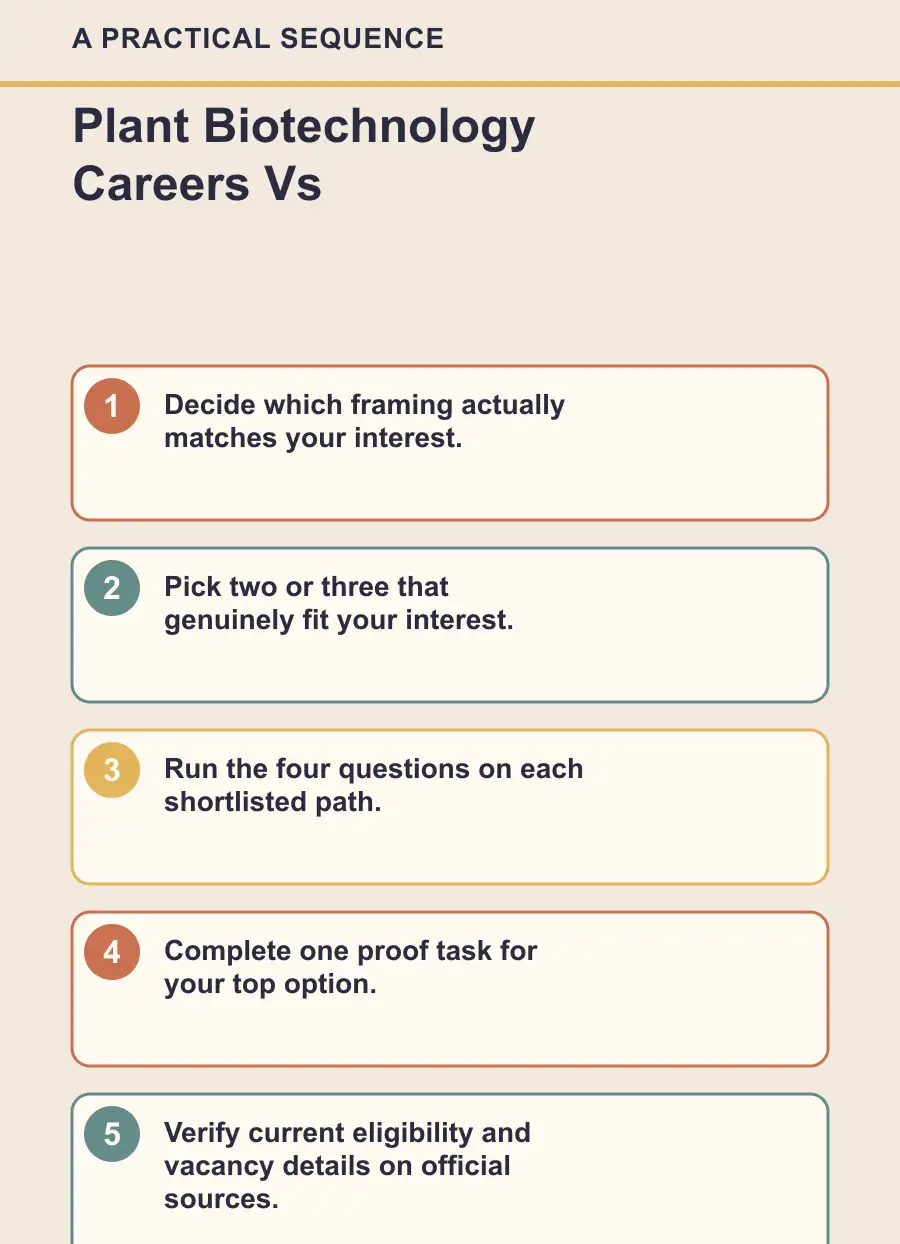 A PRACTICAL SEQUENCE
Plant Biotechnology
Careers Vs
1
Decide which framing actually
matches your interest.
2
Pick two or three that
genuinely fit your interest.
3
Run the four questions on each
shortlisted path.
4
Complete one proof task for
your top option.
5
Verify current eligibility and
vacancy details on official
sources.